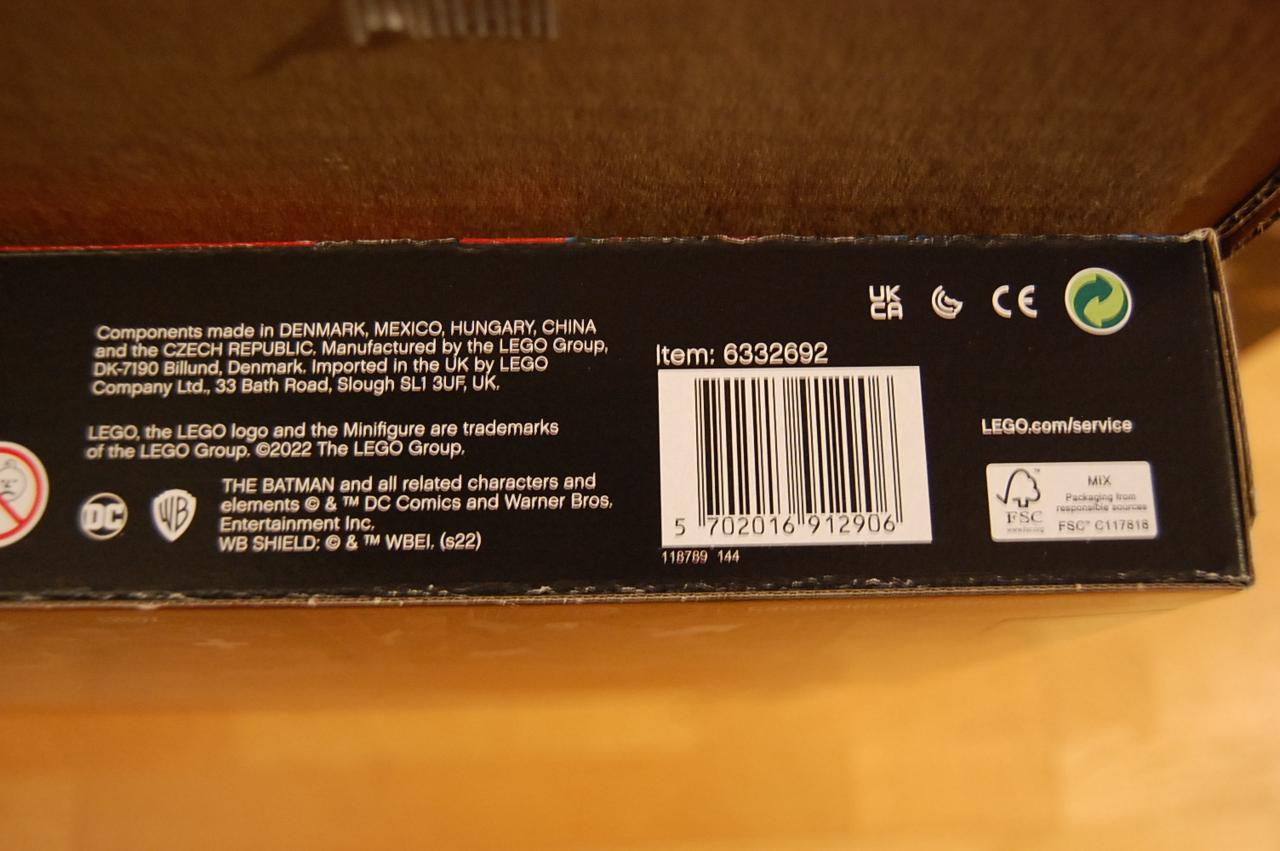 Components made in DENMARK, MEXICO, HUNGARY, CHINA
and the CZECH REPUBLIC. Manufactured by the LEGO Group,
DK-7190 Billund, Denmark. Imported in the UK by LEGO
Company Ltd., 33 Bath Road, Slough SL1 3UF, UK.
LEGO, the LEGO logo and the Minifigure are trademarks
of the LEGO Group. ©2022 The LEGO Group.
DC
WB
THE BATMAN and all related characters and
elements © & ™ DC Comics and Warner Bros.
Entertainment Inc.
WB SHIELD: © & ™ WBEI. (s22)
Item: 6332692
5 702016 912906
118789 144
UK
CA
CE
LEGO.com/service
FSC
www.fsc.org
MIX
Packaging from
responsible sources
FSC™ C117818